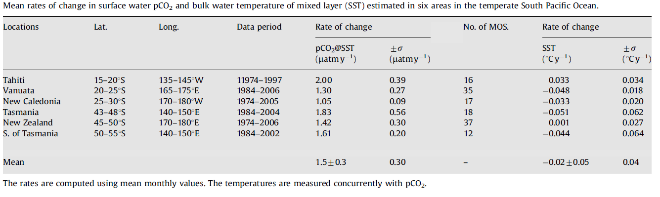 Mean rates of change in surface water pCO₂ and bulk water temperature of mixed layer (SST) estimated in six areas in the temperate South Pacific Ocean.
Locations Lat. Long. Data period Rate of change No. of MOS. Rate of change
pCO₂@SST ±σ SST ±σ
(μatm y⁻¹) (μatm y⁻¹) (°C y⁻¹) (°C y⁻¹)
Tahiti 15–20°S 135–145°W 11974–1997 2.00 0.39 16 0.033 0.034
Vanuata 20–25°S 165–175°E 1984–2006 1.30 0.27 35 −0.048 0.018
New Caledonia 25–30°S 170–180°W 1974–2005 1.05 0.09 17 −0.033 0.020
Tasmania 43–48°S 140–150°E 1984–2004 1.83 0.56 18 −0.051 0.062
New Zealand 45–50°S 170–180°E 1974–2006 1.42 0.30 37 0.001 0.027
S. of Tasmania 50–55°S 140–150°E 1984–2002 1.61 0.20 12 −0.044 0.064
Mean 1.5±0.3 0.30 – −0.02±0.05 0.04
The rates are computed using mean monthly values. The temperatures are measured concurrently with pCO₂.